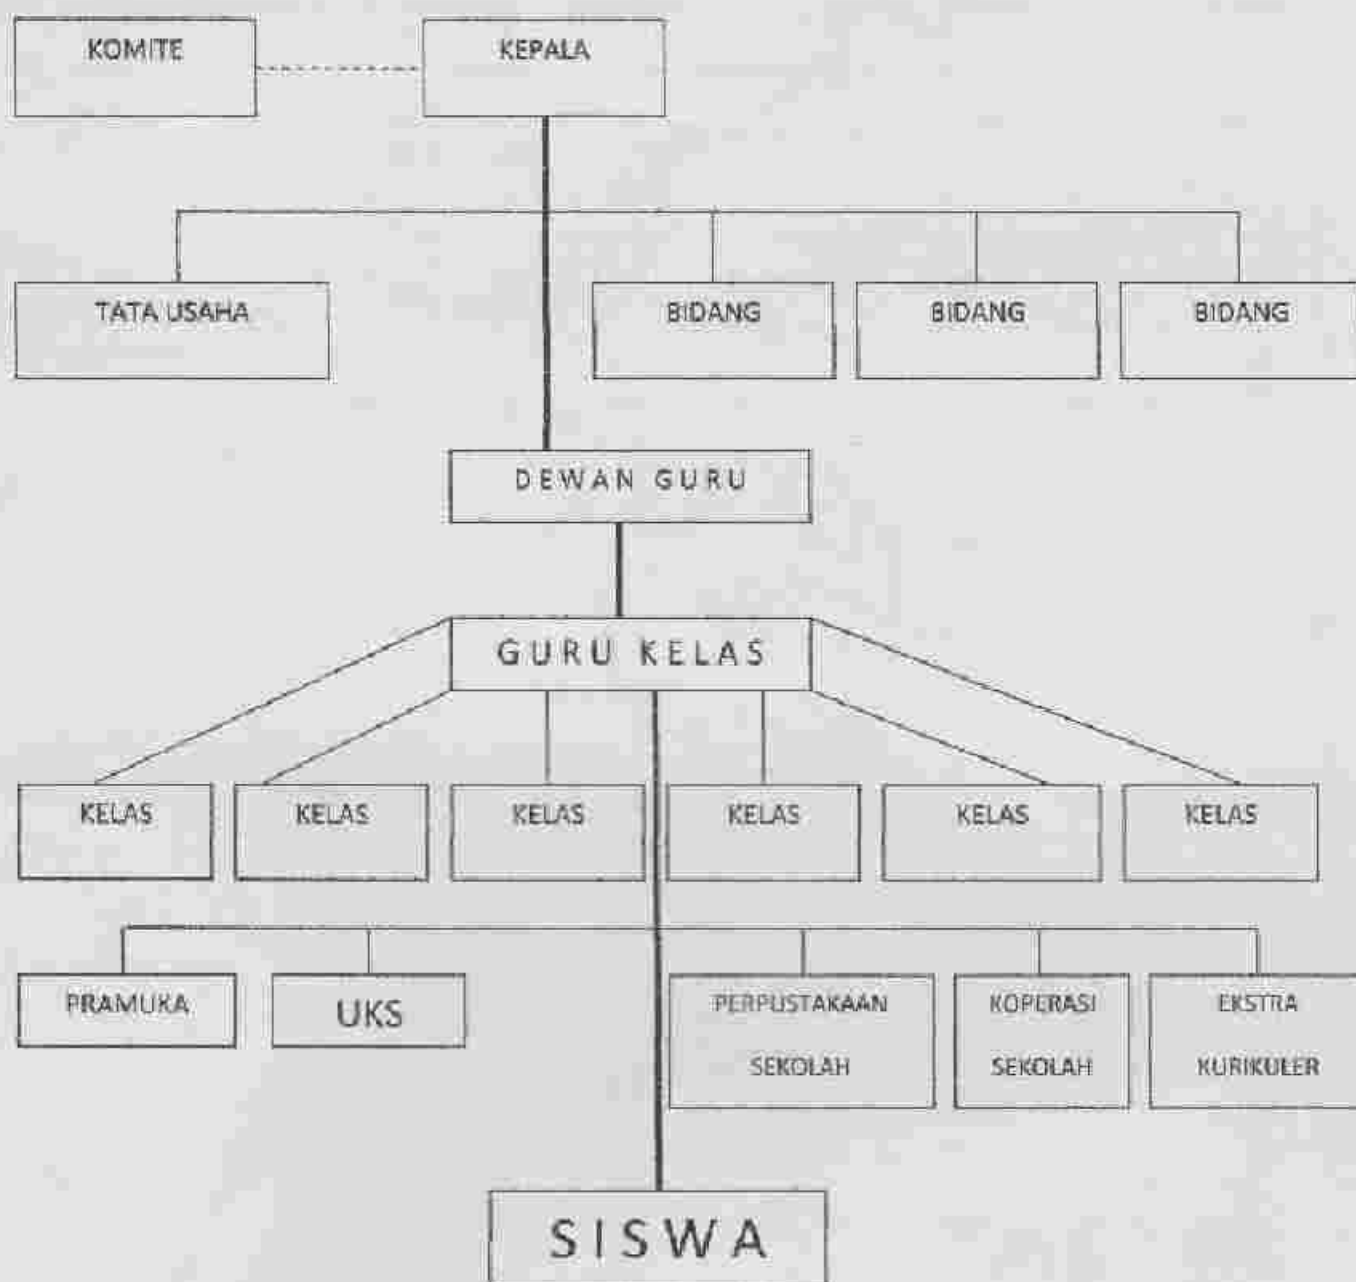 KOMITE
KEPALA
TATA USAHA
BIDANG
BIDANG
BIDANG
DEWAN GURU
GURU KELAS
KELAS
KELAS
KELAS
KELAS
KELAS
KELAS
PRAMUKA
UKS
PERPUSTAKAAN
SEKOLAH
KOPERASI
SEKOLAH
EKSTRA
KURIKULER
SISWA